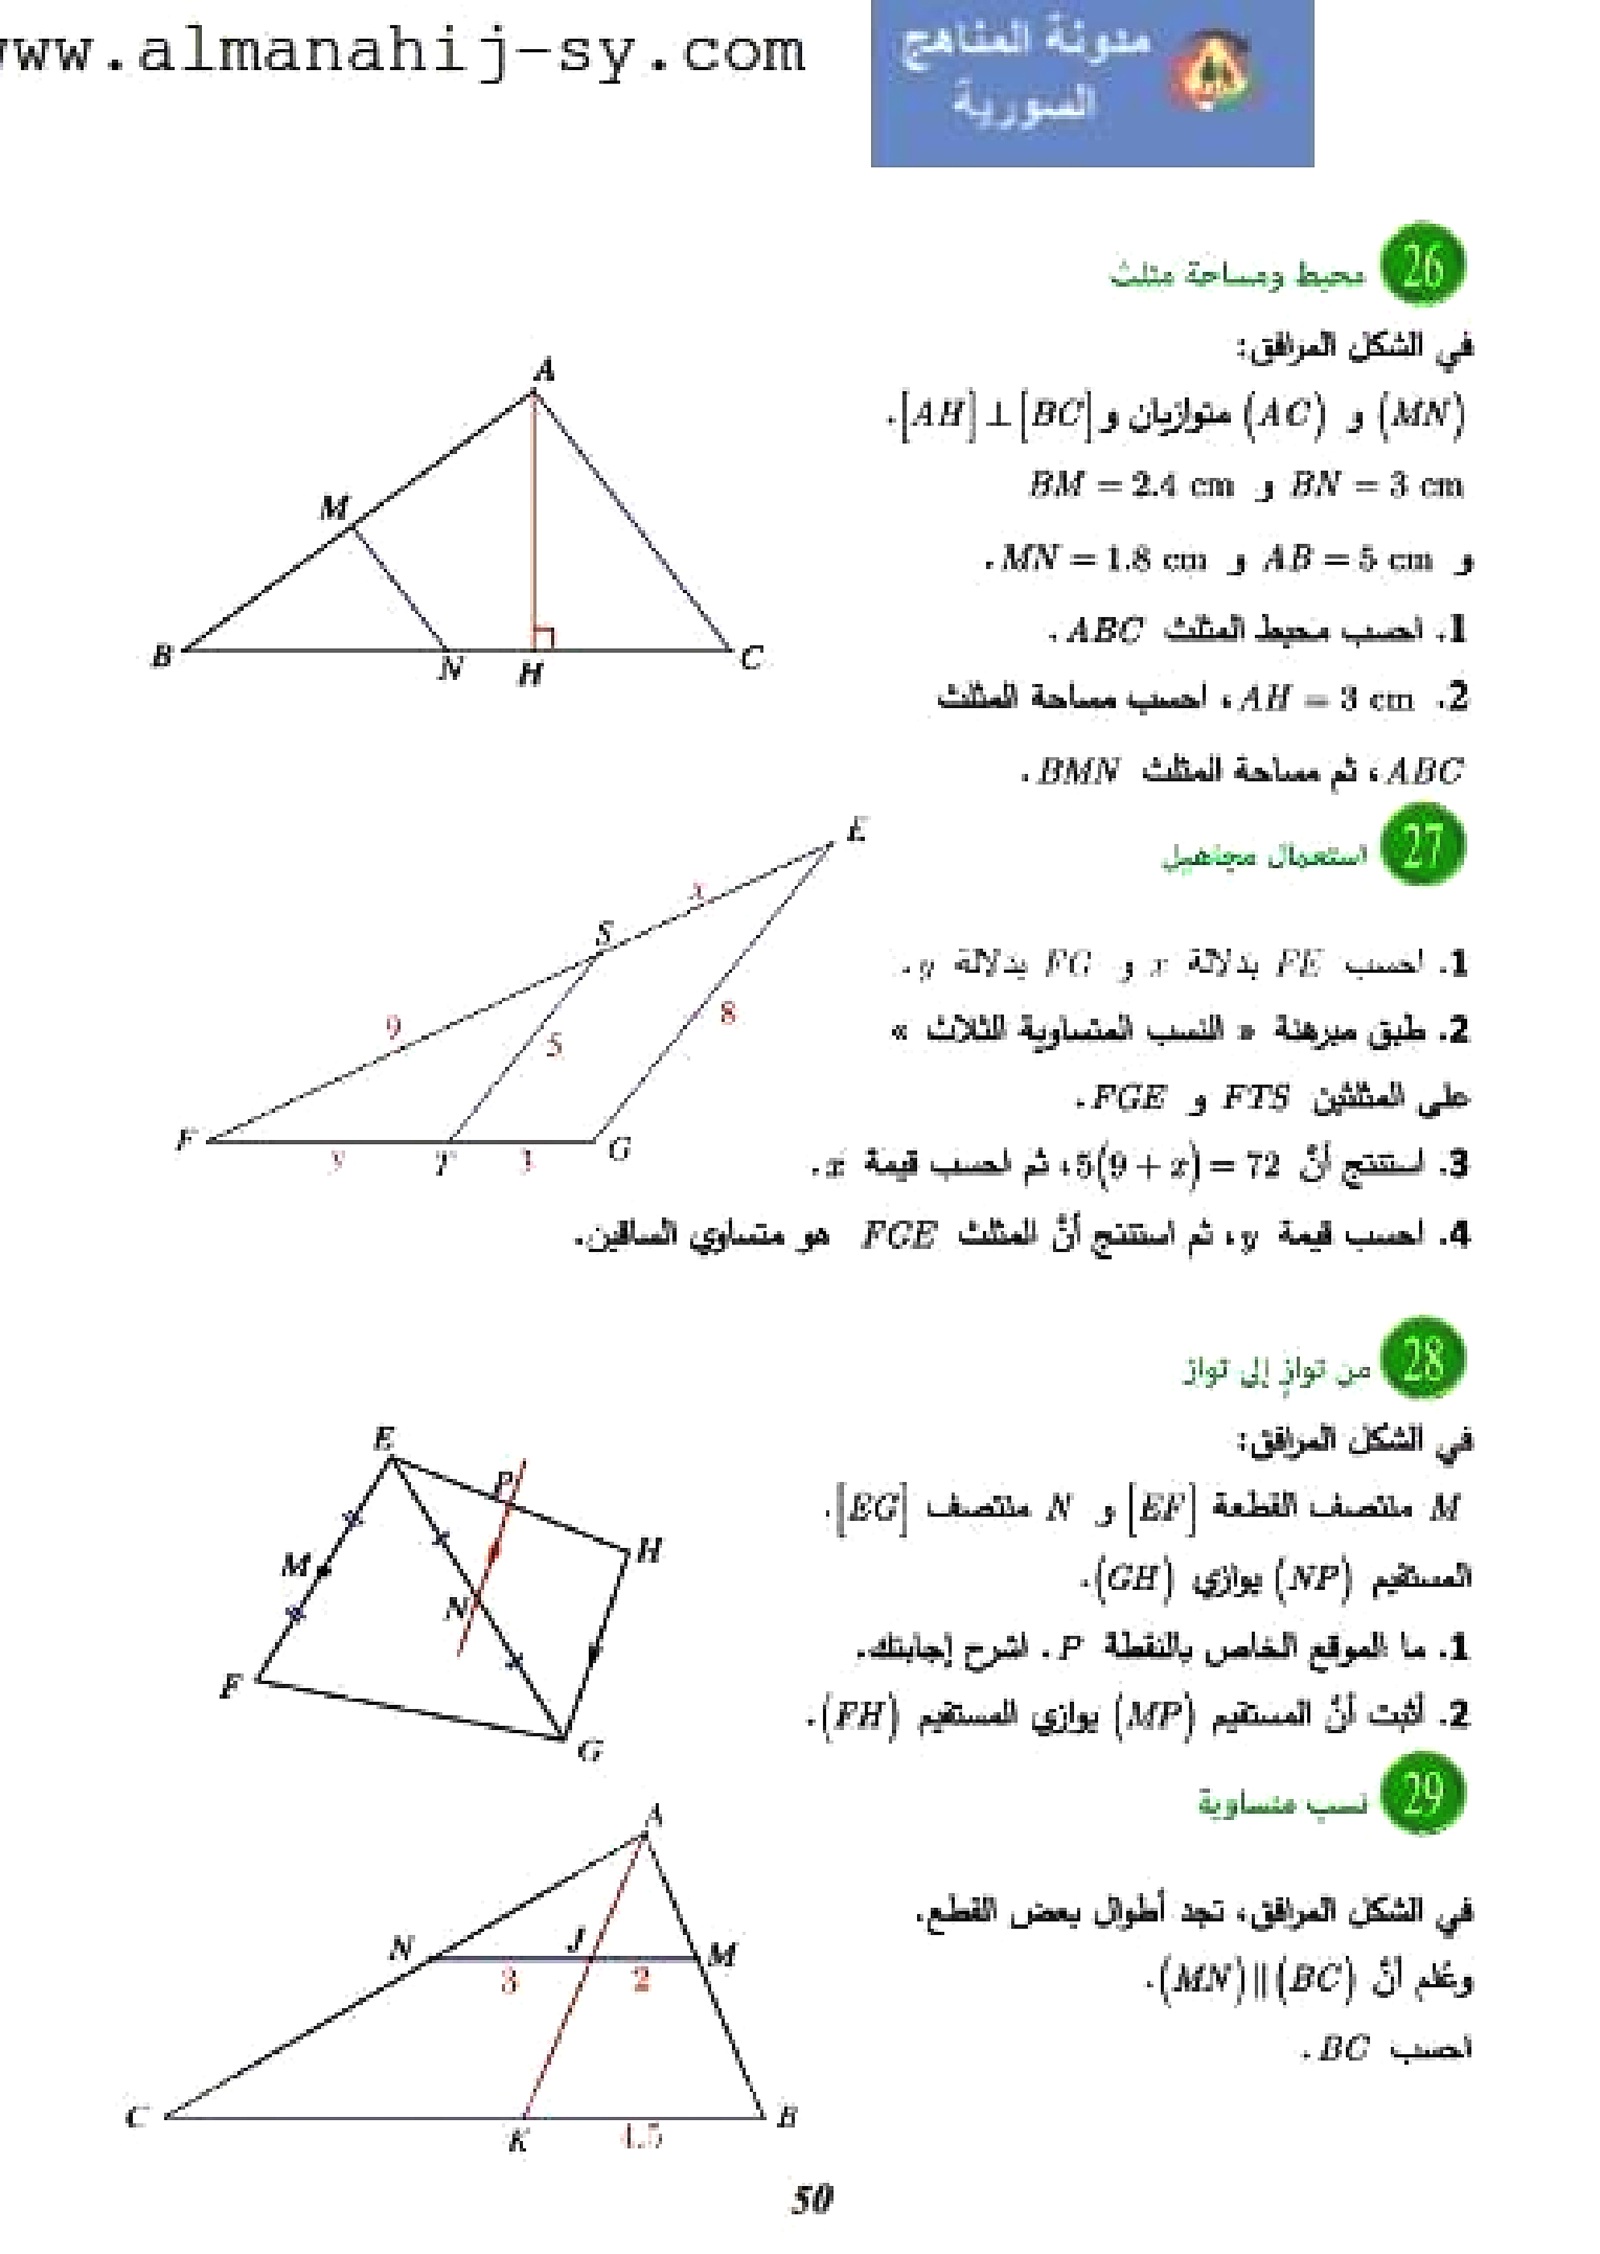 www.almanahij-sy.com
مدونة المناهج
السورية
26 محيط ومساحة مثلث
في الشكل المرافق:
(MN) و (AC) متوازيان و [AH] ⊥ [BC].
BN = 3 cm و BM = 2.4 cm
و AB = 5 cm و MN = 1.8 cm.
1. احسب محيط المثلث ABC.
2. AH = 3 cm، احسب مساحة المثلث
ABC، ثم مساحة المثلث BMN.
A
M
B
N
H
C
27 استعمال مجاهيل
1. احسب FE بدلالة x و FG بدلالة y.
2. طبق مبرهنة « النسب المتساوية الثلاث »
على المثلثين FTS و FGE.
3. استنتج أنّ 5(9 + x) = 72، ثم احسب قيمة x.
4. احسب قيمة y، ثم استنتج أنّ المثلث FGE هو متساوي الساقين.
E
x
S
9
5
8
F
y
T
3
G
28 من توازٍ إلى توازٍ
في الشكل المرافق:
M منتصف القطعة [EF] و N منتصف [EG].
المستقيم (NP) يوازي (GH).
1. ما الموقع الخاص بالنقطة P. اشرح إجابتك.
2. أثبت أنّ المستقيم (MP) يوازي المستقيم (FH).
E
P
H
M
N
F
G
29 نسب متساوية
في الشكل المرافق، تجد أطوال بعض القطع.
وعُلم أنّ (BC) || (MN).
احسب BC.
A
N
J
M
3
2
C
K
4.5
B
50